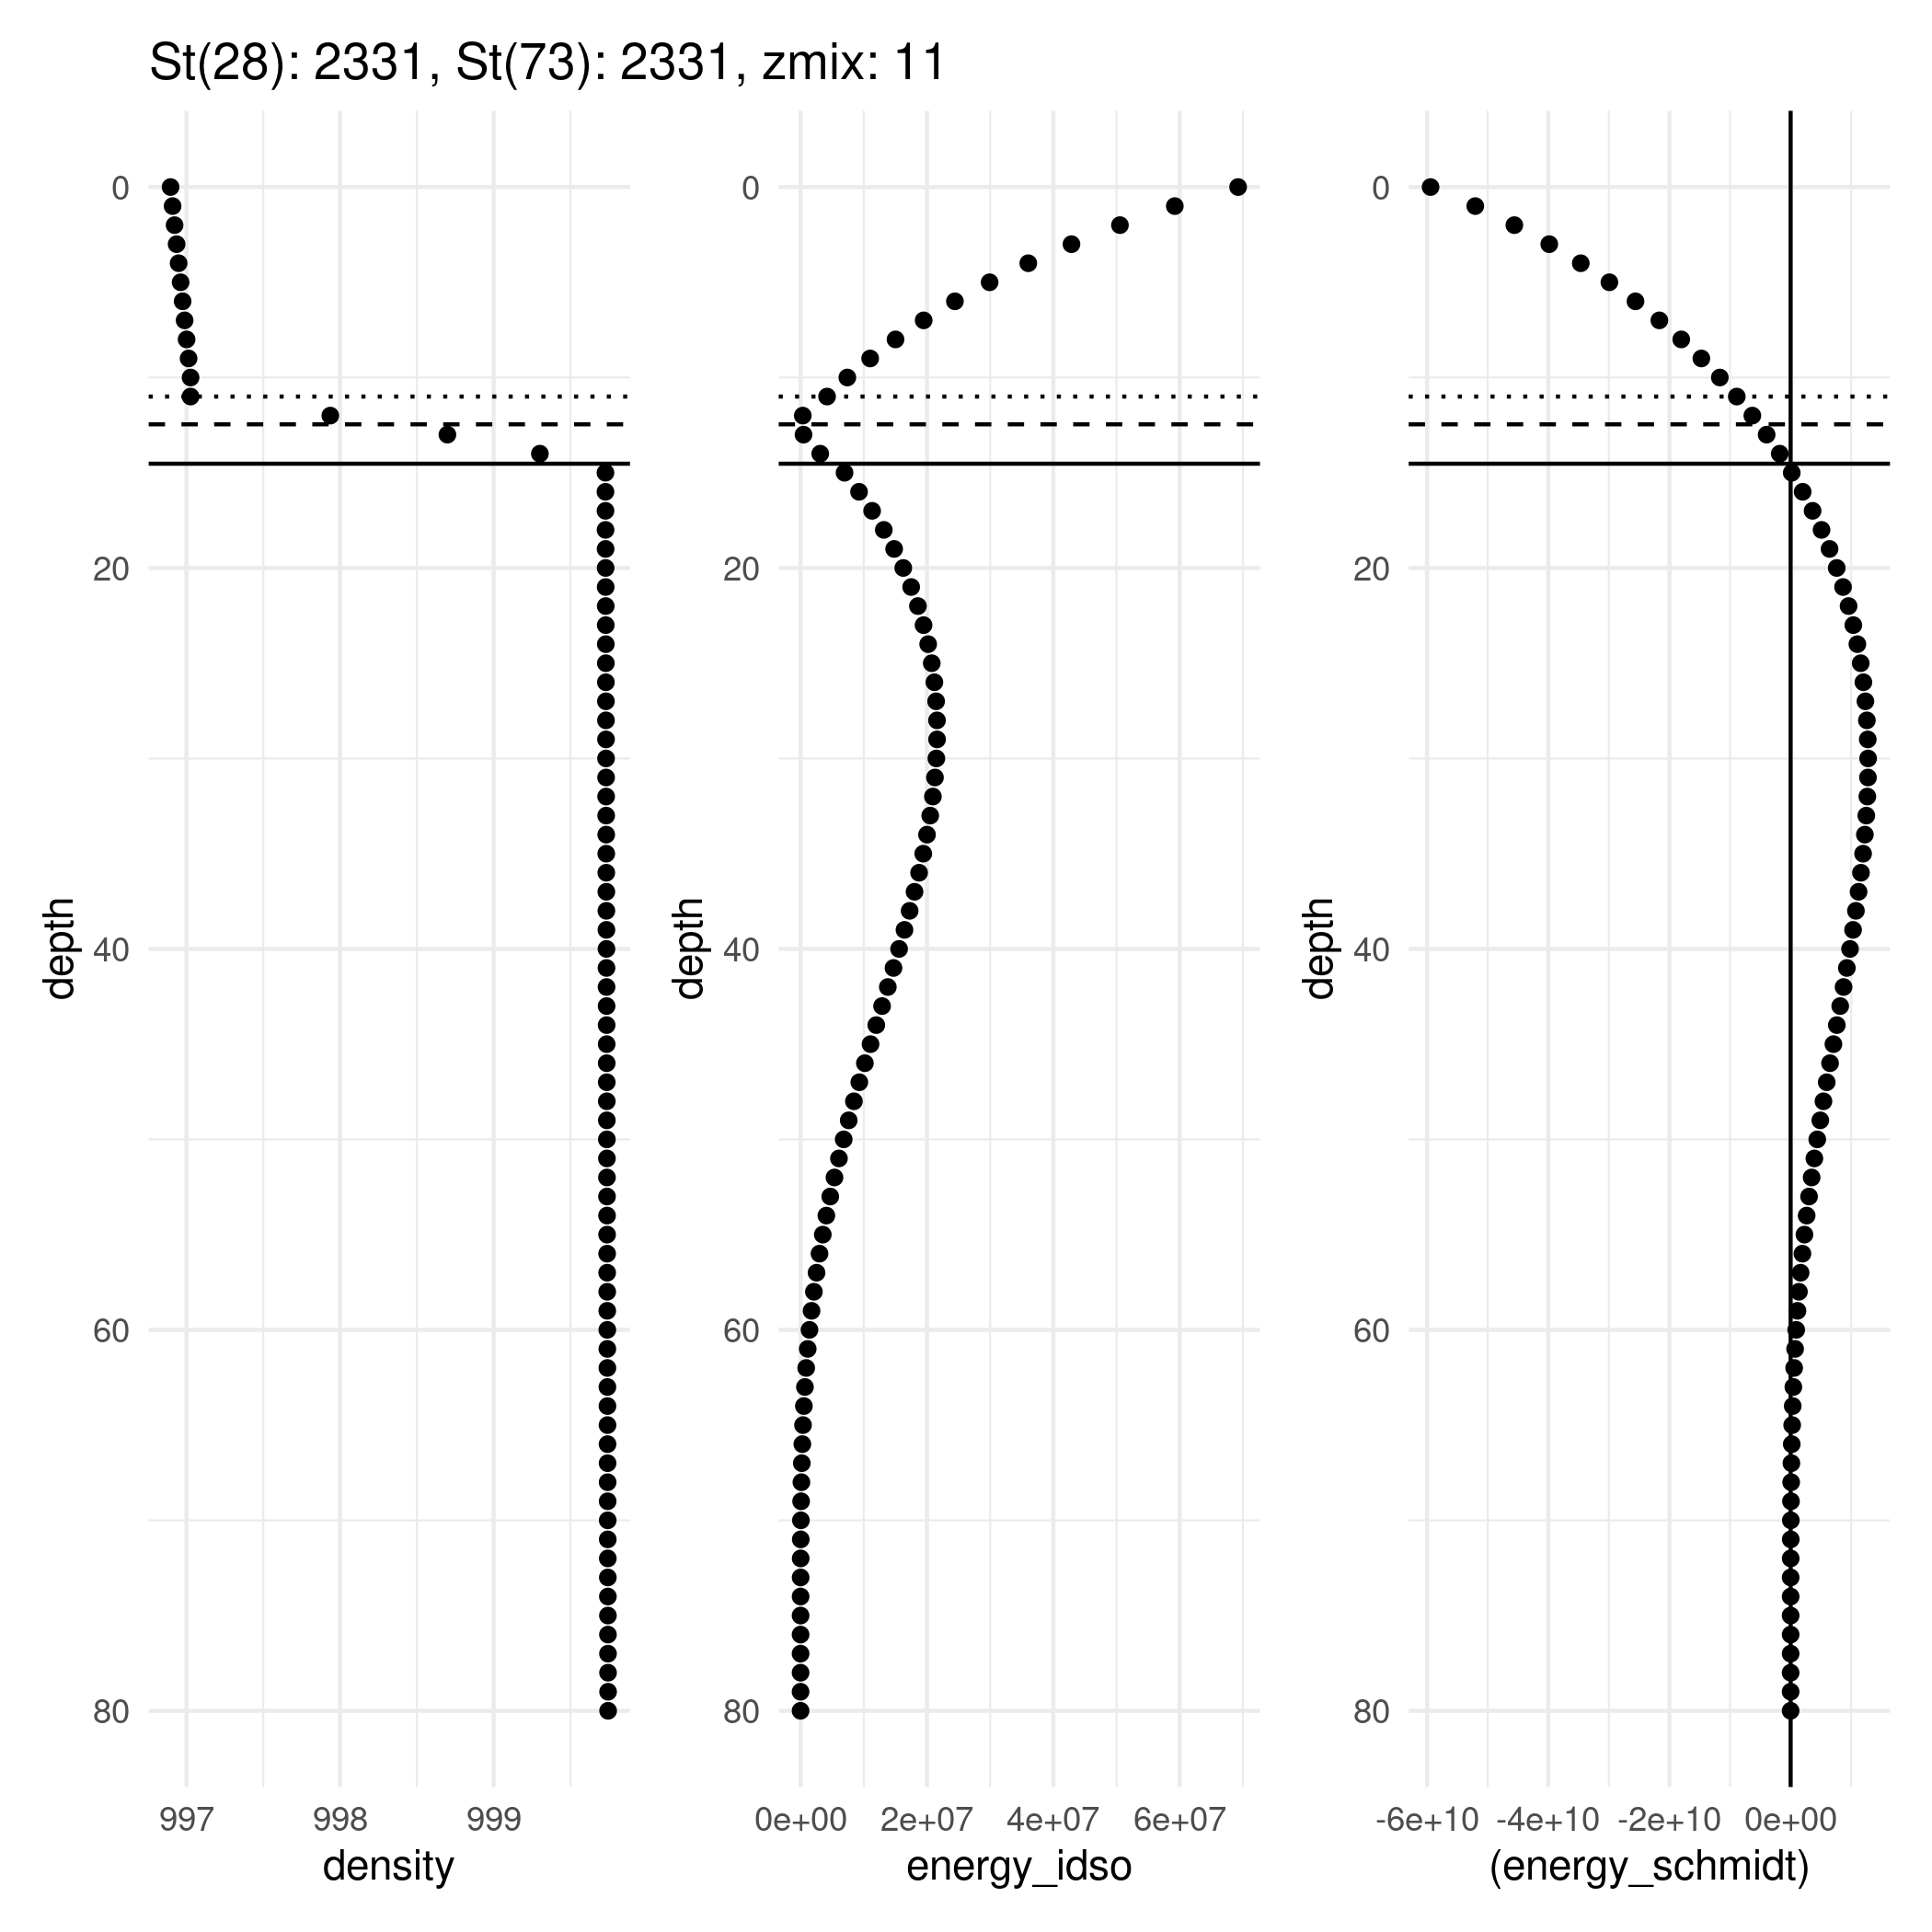 St(28): 2331, St(73): 2331, zmix: 11
depth
0
20
40
60
80
997
998
999
density
depth
0
20
40
60
80
0e+00
2e+07
4e+07
6e+07
energy_idso
depth
0
20
40
60
80
-6e+10
-4e+10
-2e+10
0e+00
(energy_schmidt)